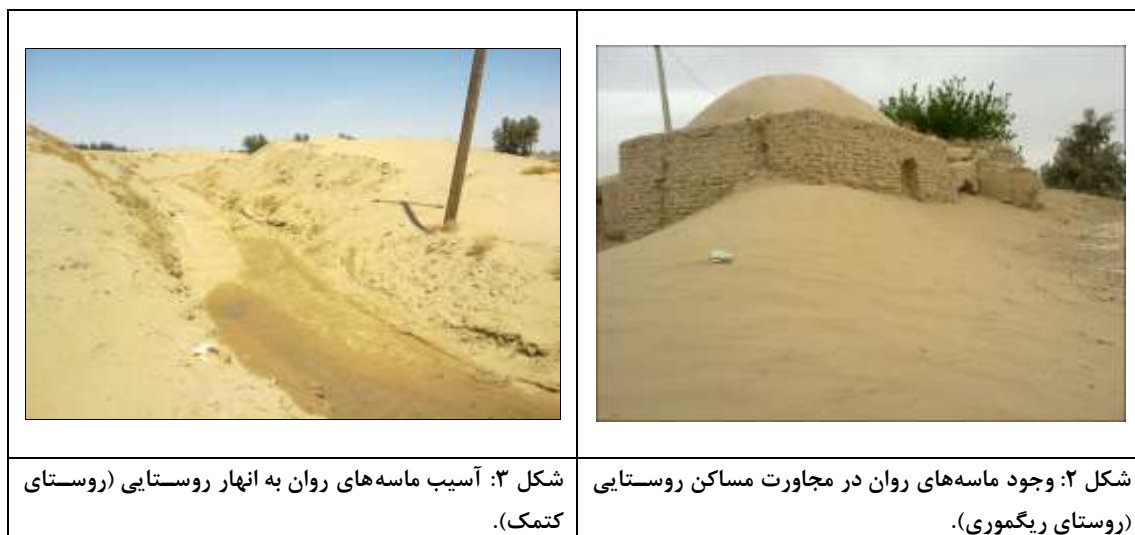 شکل ۲: وجود ماسه‌های روان در مجاورت مساکن روستایی
(روستای ریگموری).
شکل ۳: آسیب ماسه‌های روان به انهار روستایی (روستای
کتمک).